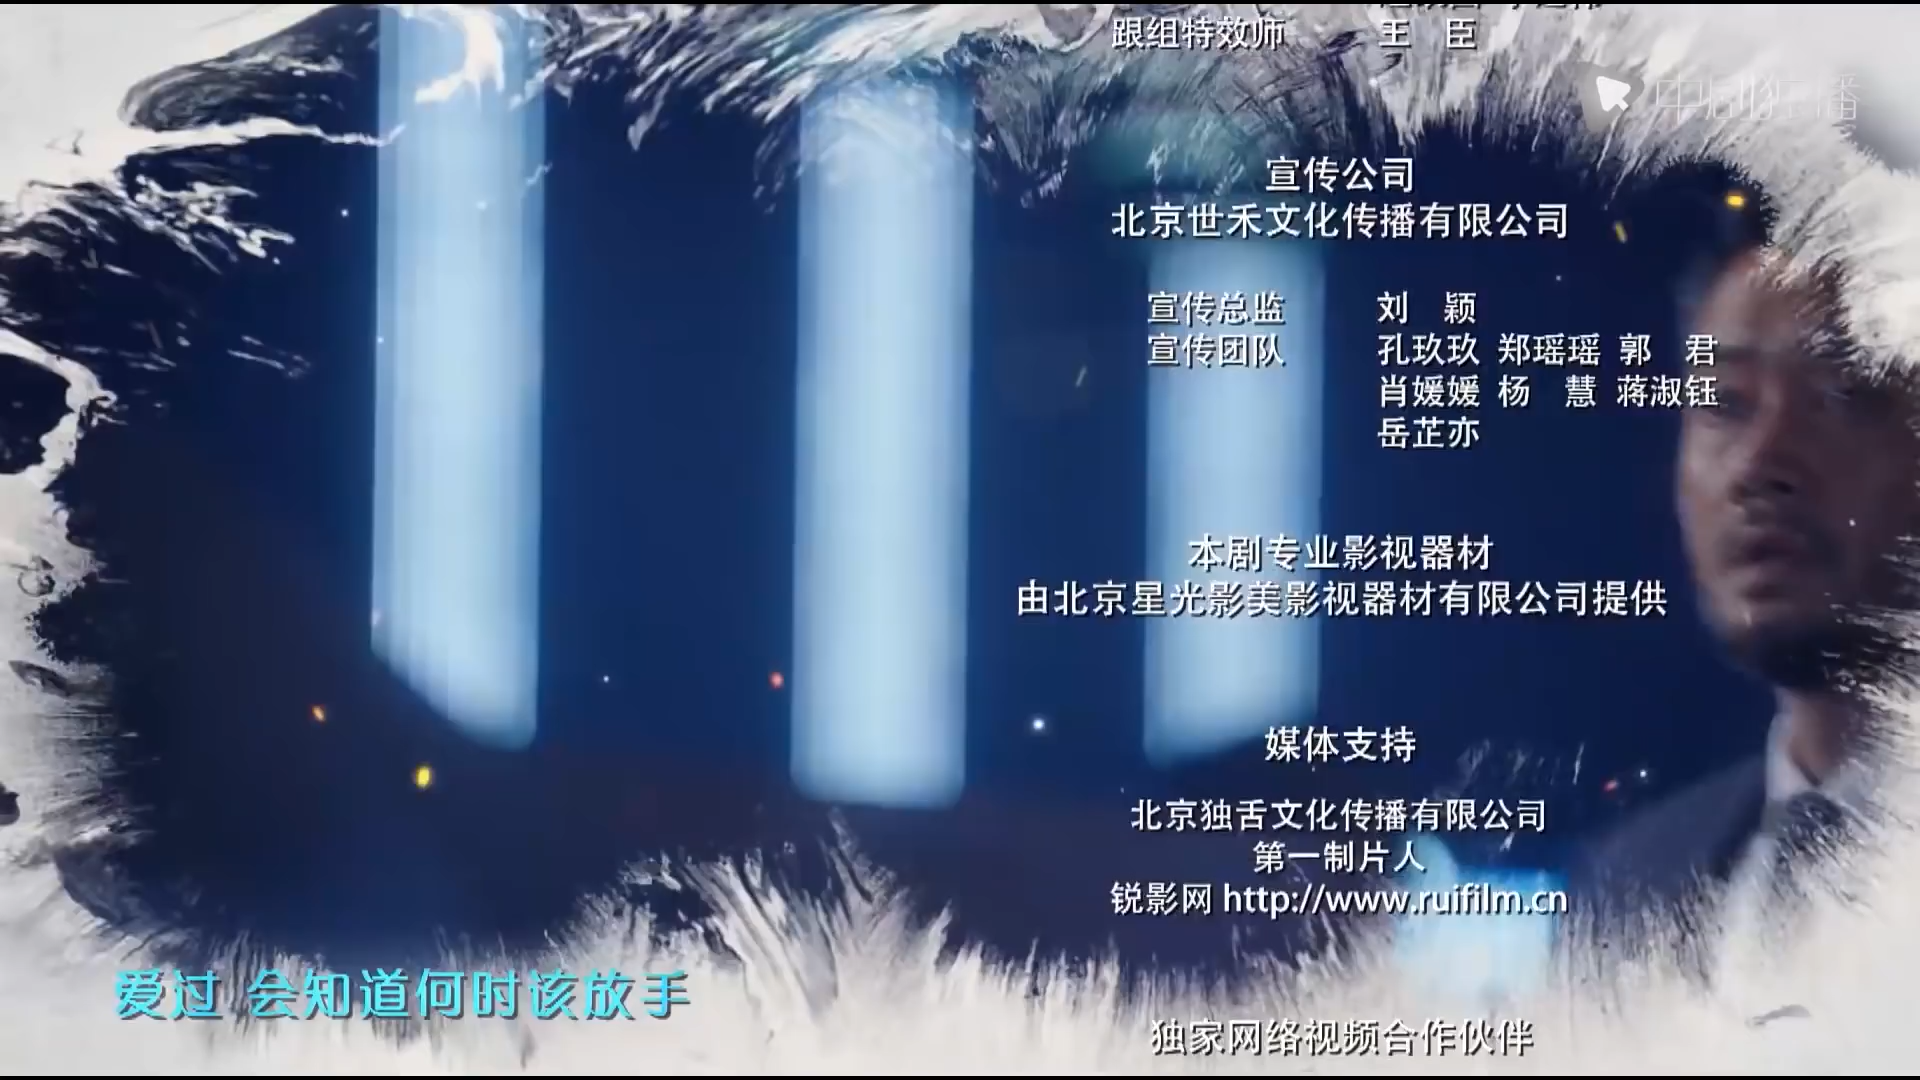 跟组特效师 王 臣
宣传公司
北京世禾文化传播有限公司
宣传总监 刘 颖
宣传团队 孔玖玖 郑瑶瑶 郭 君
肖媛媛 杨 慧 蒋淑钰
岳芷亦
本剧专业影视器材
由北京星光影美影视器材有限公司提供
媒体支持
北京独舌文化传播有限公司
第一制片人
锐影网 http://www.ruifilm.cn
爱过 会知道何时该放手
独家网络视频合作伙伴